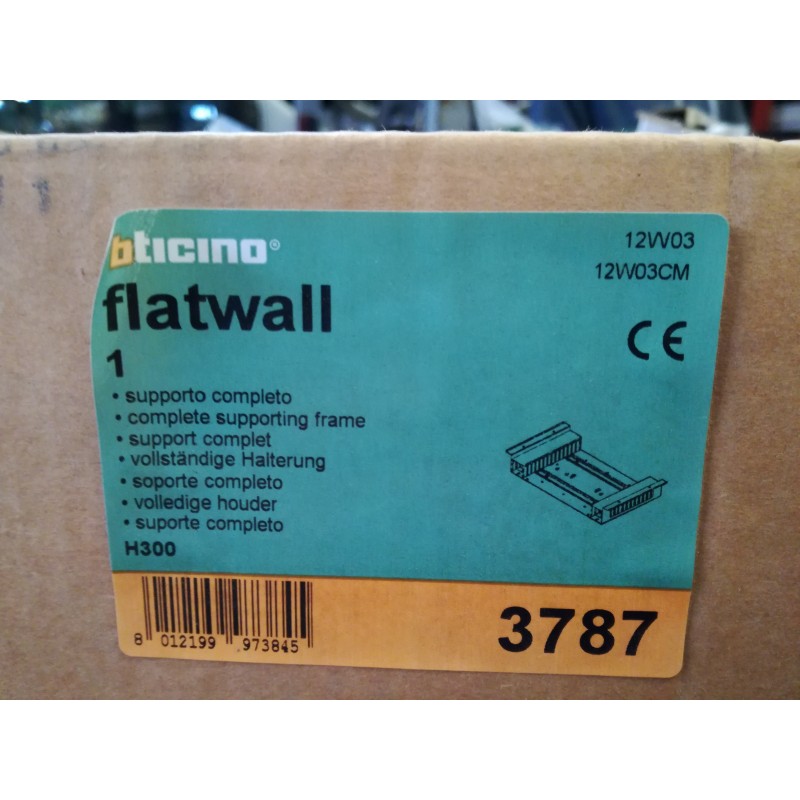 bticino®
12W03
12W03CM
flatwall
CE
1
• supporto completo
• complete supporting frame
• support complet
• vollständige Halterung
• soporte completo
• volledige houder
• suporte completo
H300
8 012199 973845
3787